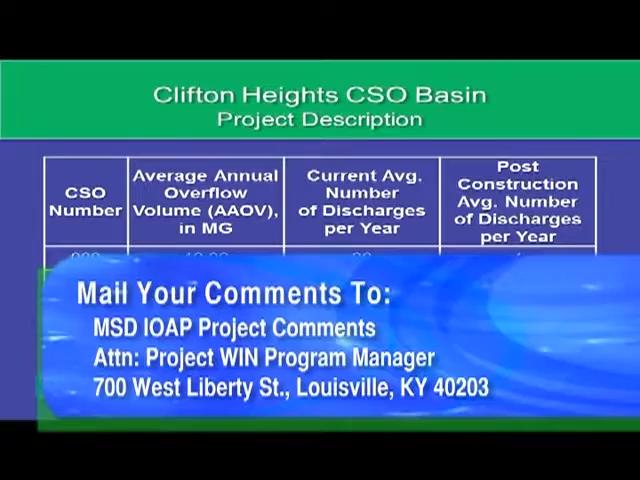 Clifton Heights CSO Basin
Project Description
CSO
Number
Average Annual
Overflow
Volume (AAOV),
in MG
Current Avg.
Number
of Discharges
per Year
Post
Construction
Avg. Number
of Discharges
per Year
Mail Your Comments To:
MSD IOAP Project Comments
Attn: Project WIN Program Manager
700 West Liberty St., Louisville, KY 40203